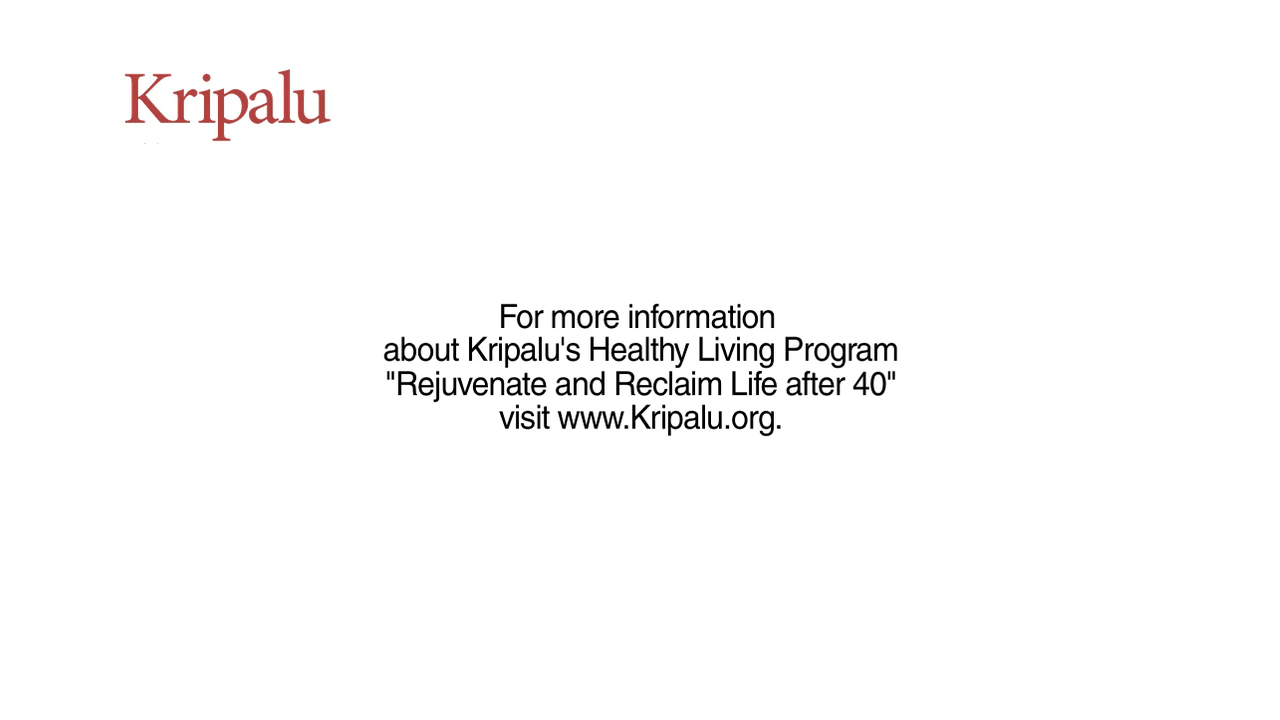 Kripalu
For more information
about Kripalu's Healthy Living Program
"Rejuvenate and Reclaim Life after 40"
visit www.Kripalu.org.